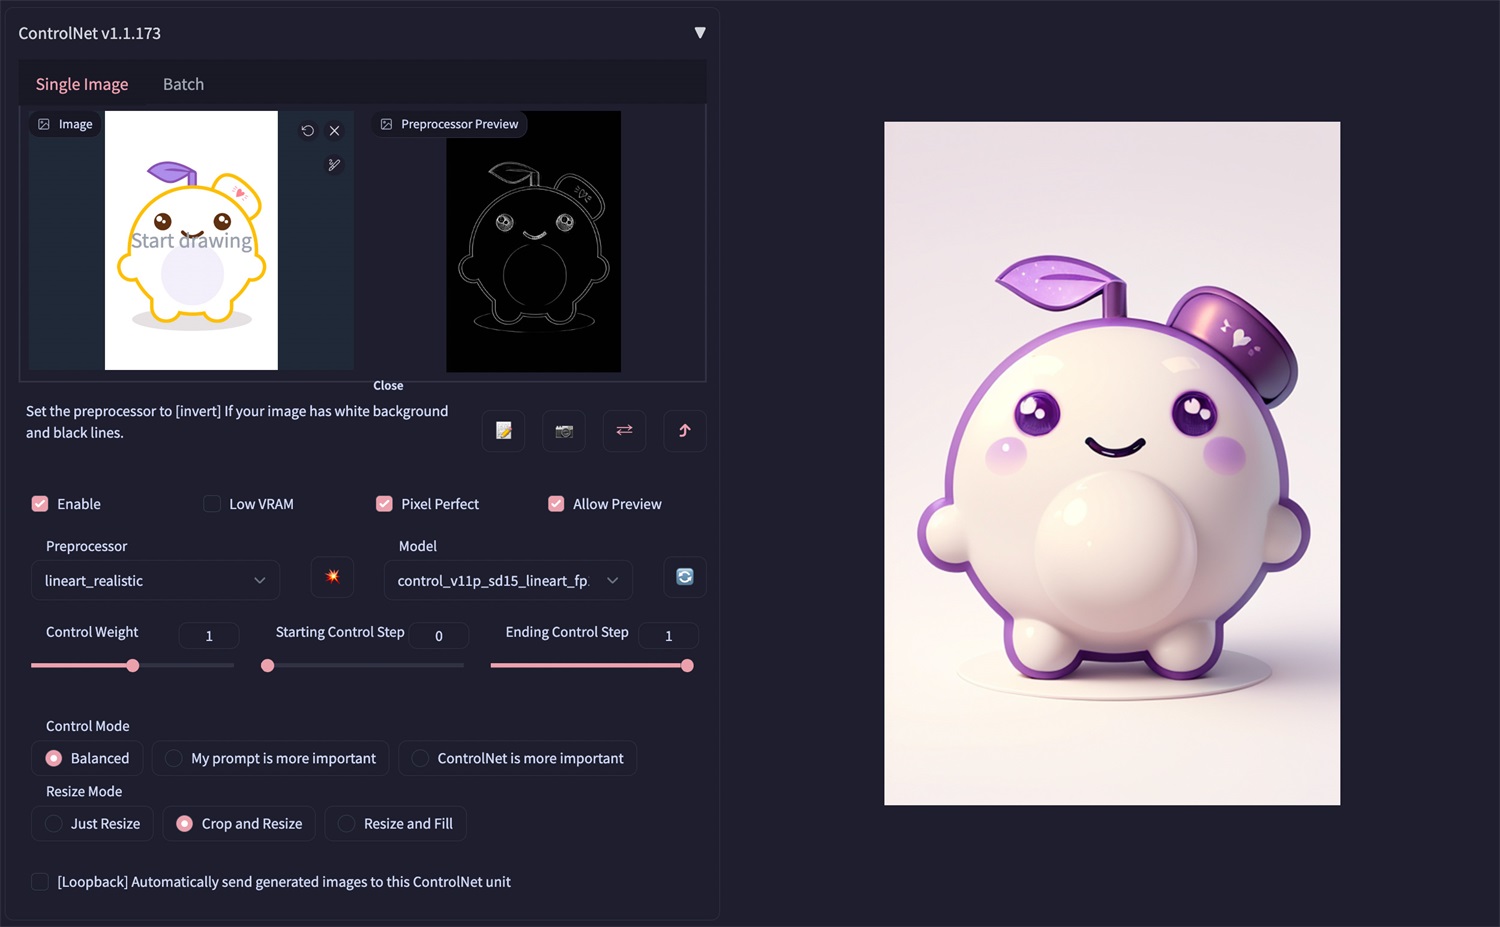 ControlNet v1.1.173
Single Image
Batch
Image
Preprocessor Preview
Start drawing
Close
Set the preprocessor to [invert] If your image has white background
and black lines.
Enable
Low VRAM
Pixel Perfect
Allow Preview
Preprocessor
Model
lineart_realistic
control_v11p_sd15_lineart_fp
Control Weight
1
Starting Control Step
0
Ending Control Step
1
Control Mode
Balanced
My prompt is more important
ControlNet is more important
Resize Mode
Just Resize
Crop and Resize
Resize and Fill
[Loopback] Automatically send generated images to this ControlNet unit